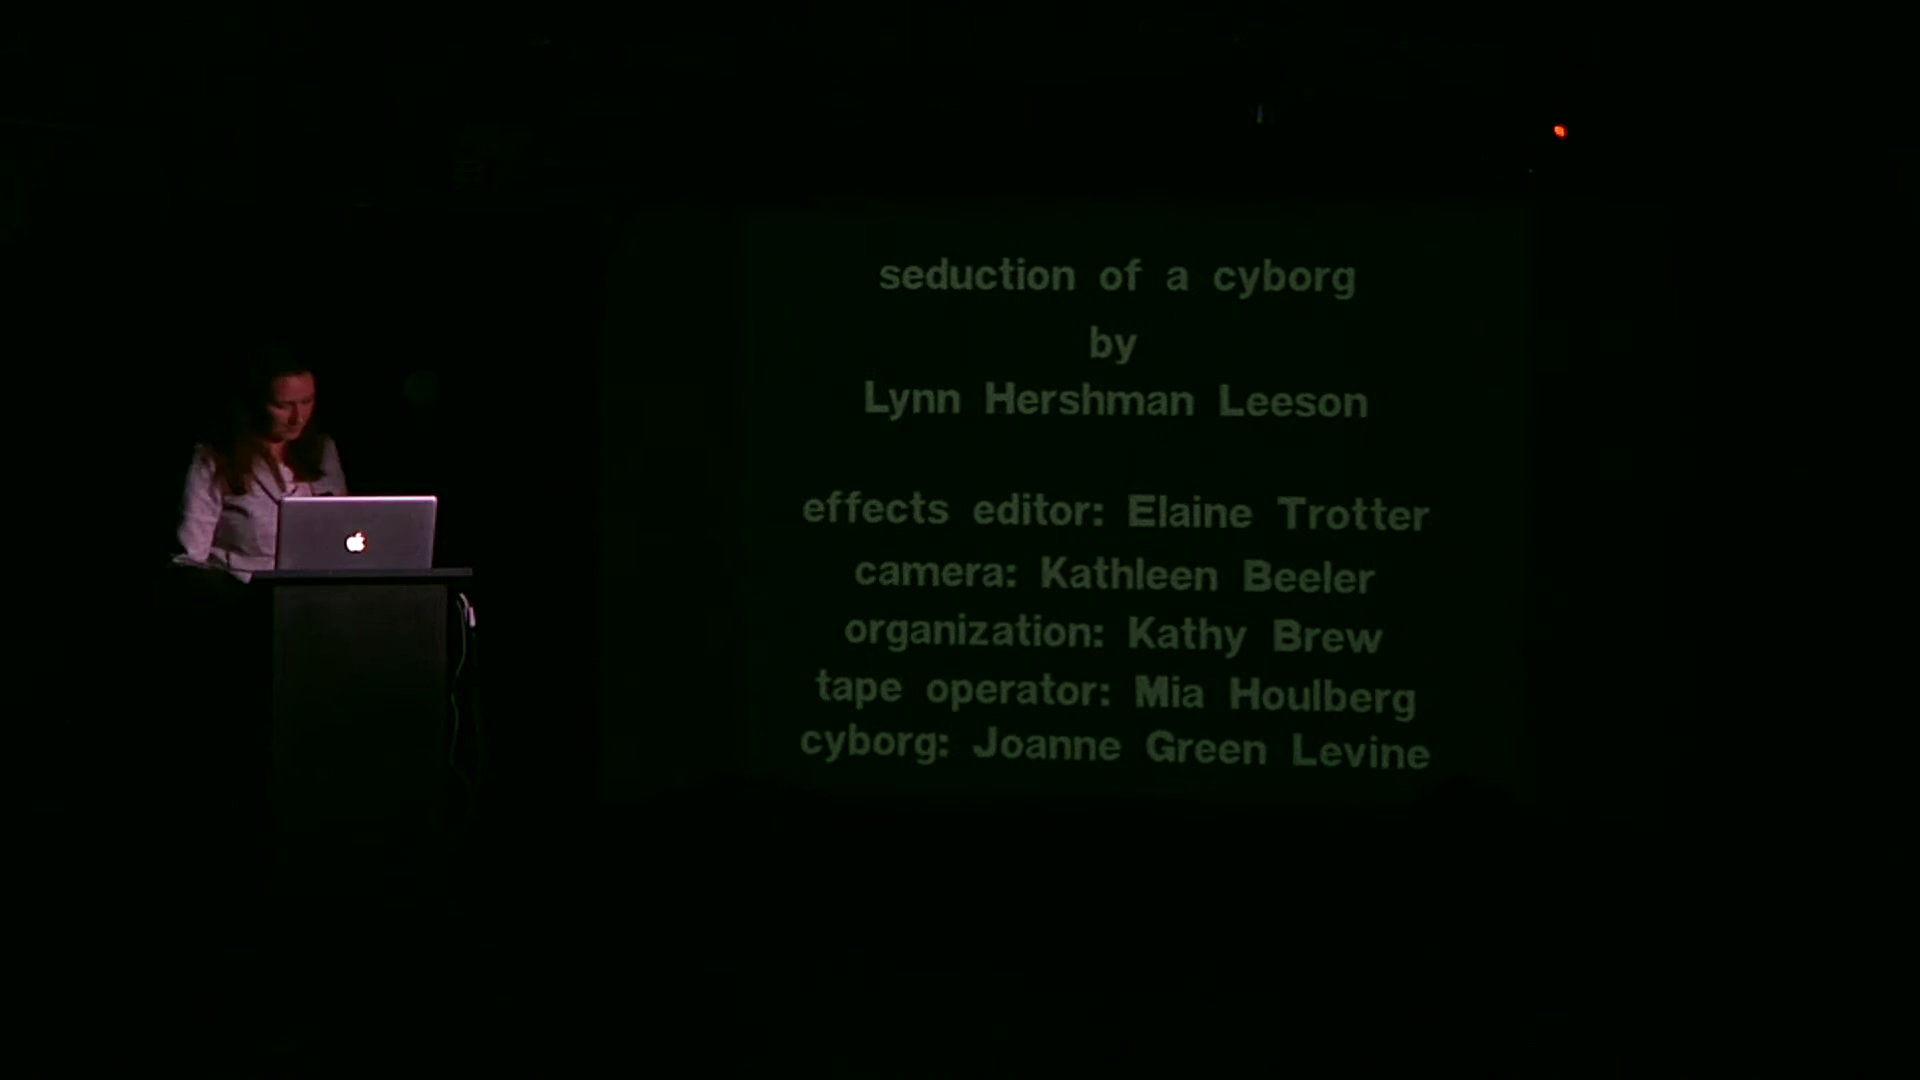 seduction of a cyborg
by
Lynn Hershman Leeson
effects editor: Elaine Trotter
camera: Kathleen Beeler
organization: Kathy Brew
tape operator: Mia Houlberg
cyborg: Joanne Green Levine